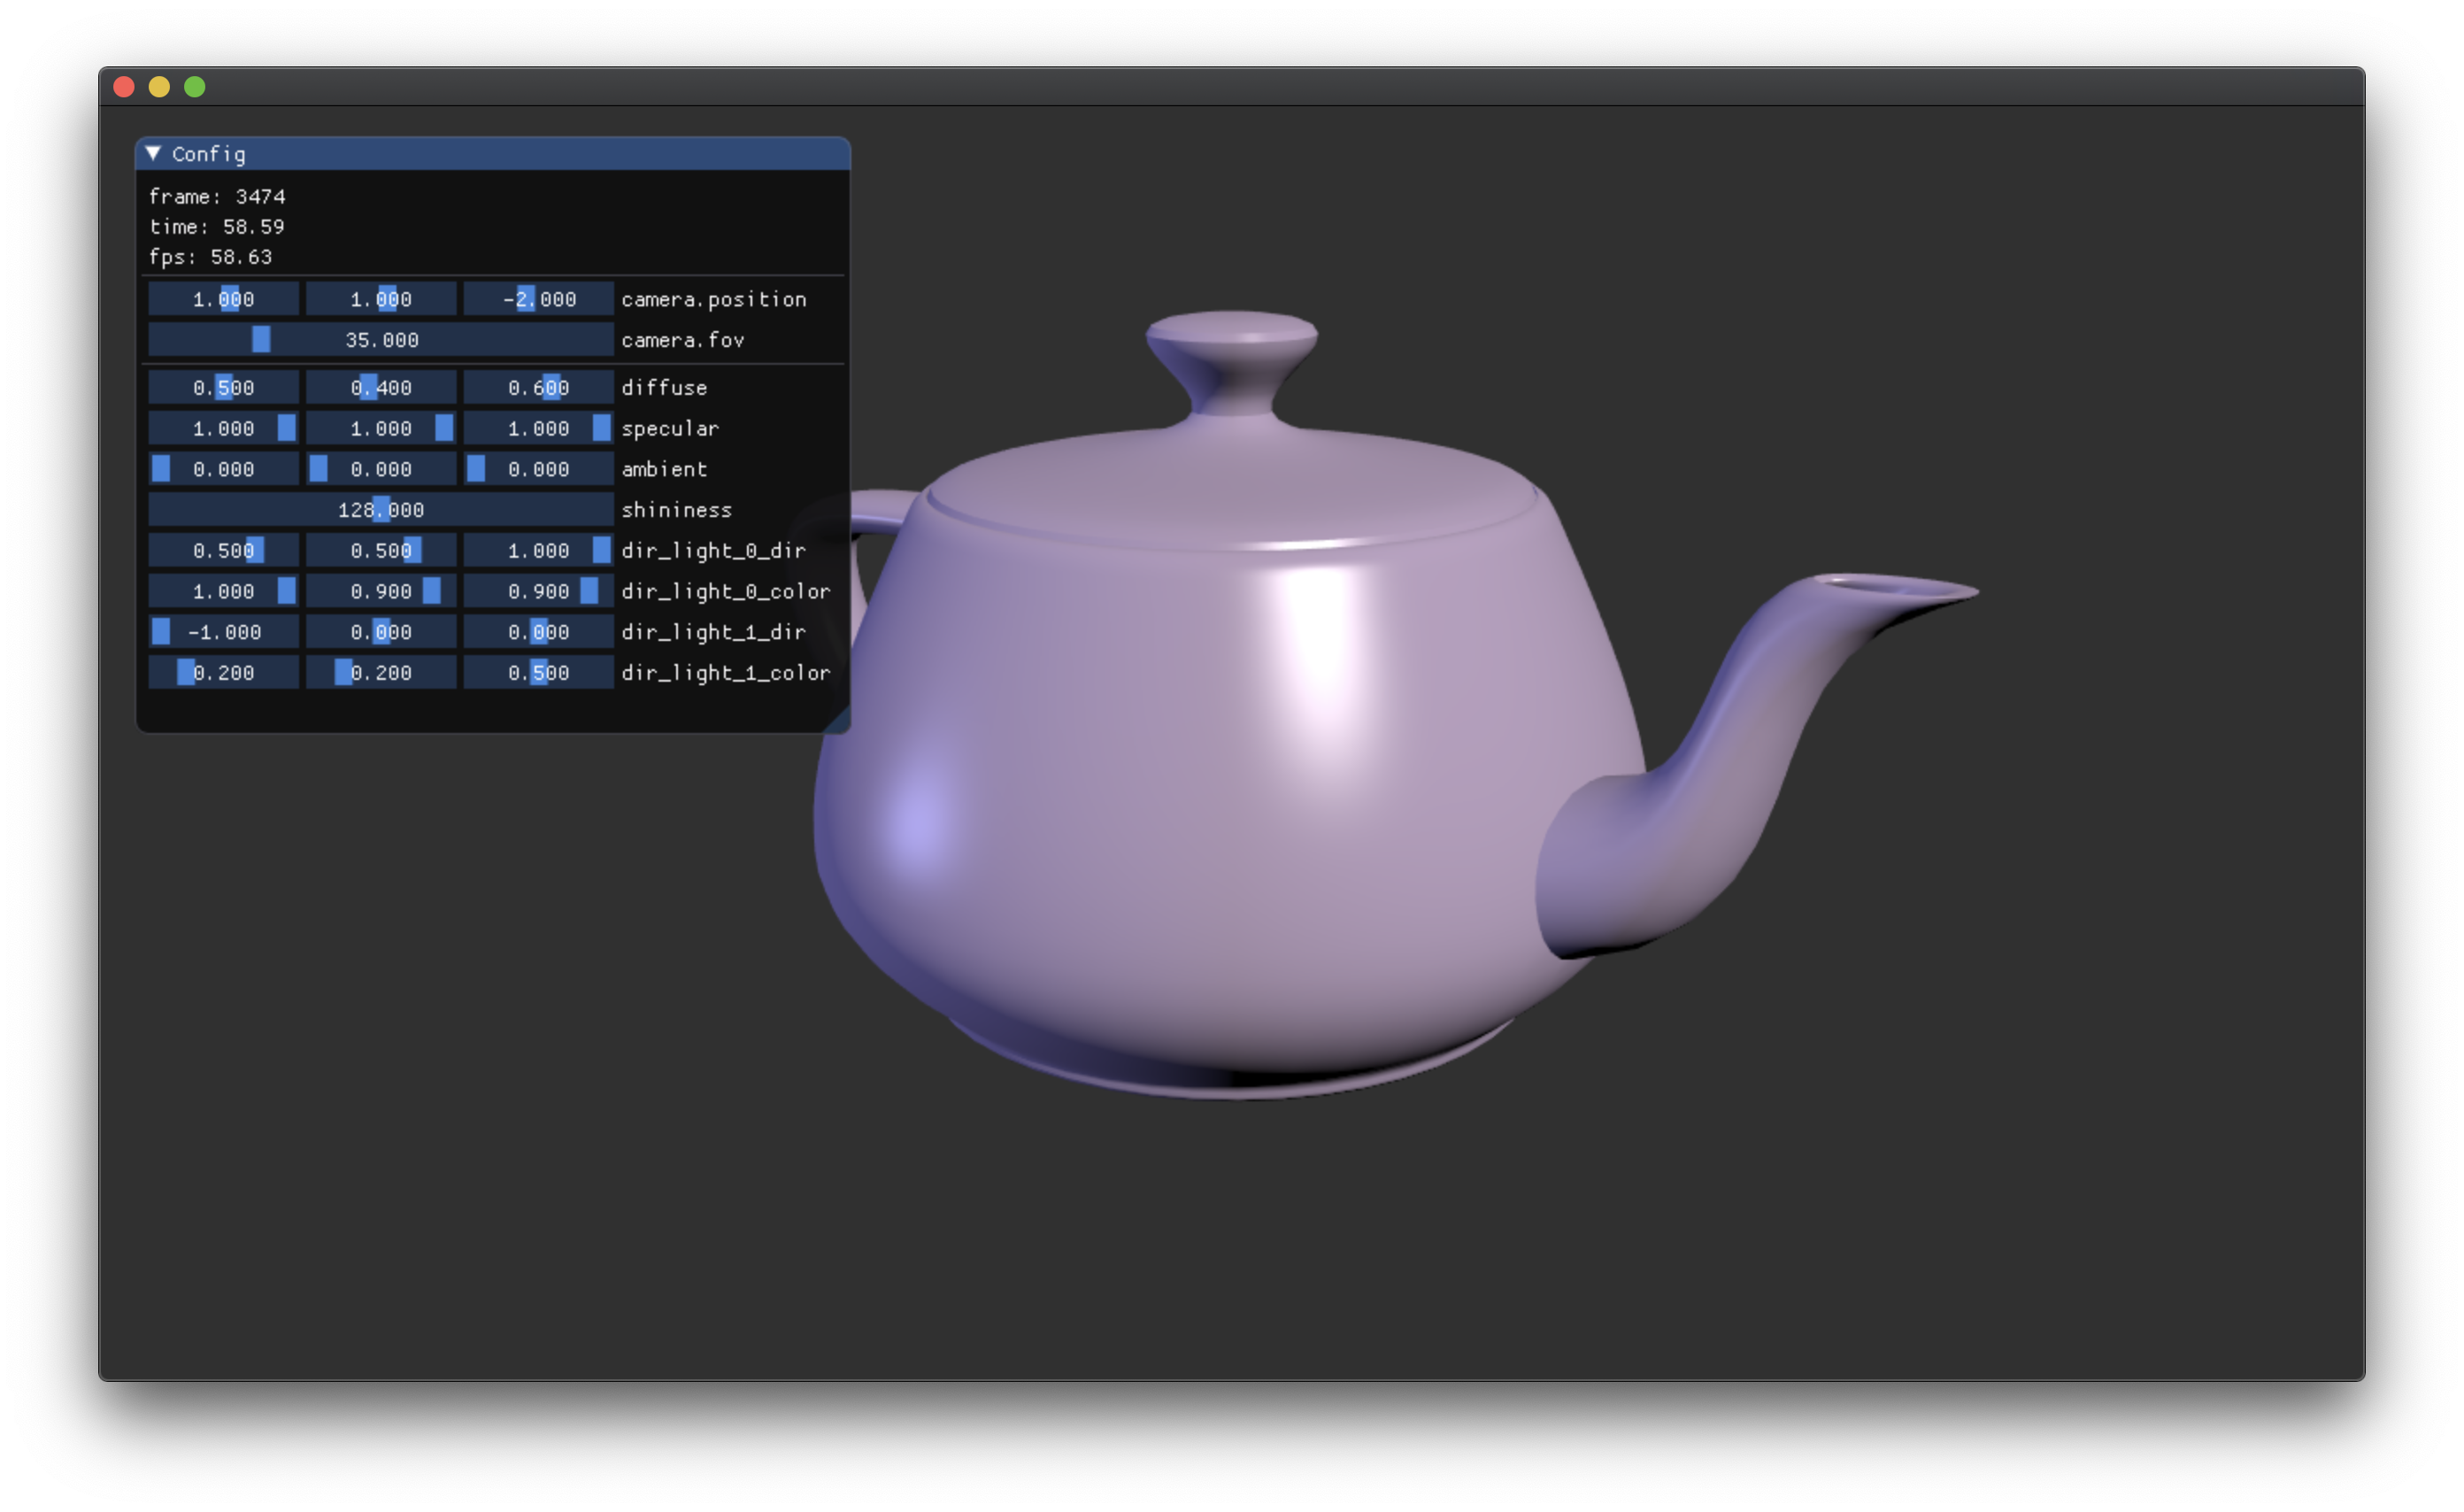 Config
frame: 3474
time: 58.59
fps: 58.63
1.000 1.000 -2.000 camera.position
35.000 camera.fov
0.500 0.400 0.600 diffuse
1.000 1.000 1.000 specular
0.000 0.000 0.000 ambient
128.000 shininess
0.500 0.500 1.000 dir_light_0_dir
1.000 0.900 0.900 dir_light_0_color
-1.000 0.000 0.000 dir_light_1_dir
0.200 0.200 0.500 dir_light_1_color